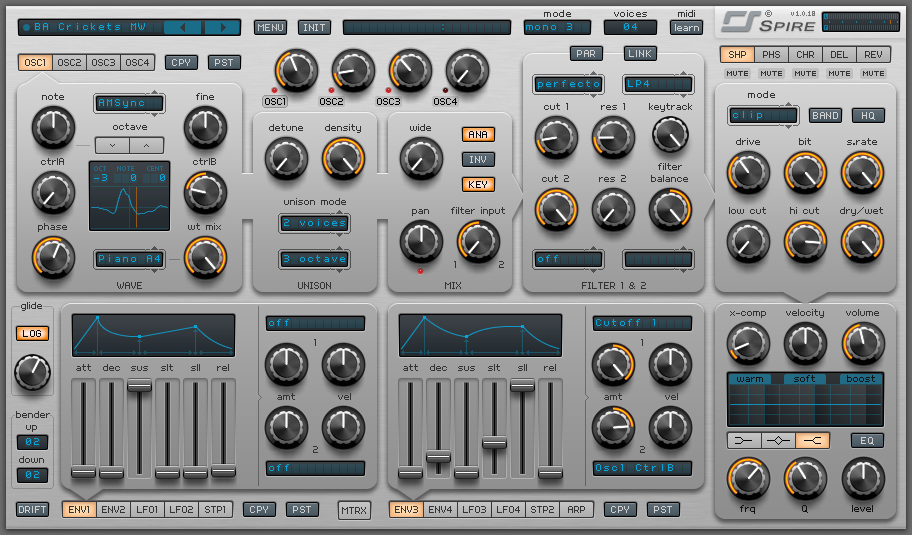 BA Crickets MW
MENU
INIT
:
mode
mono 3
voices
04
midi
learn
SPIRE
©
v1.0.18
OSC1 OSC2 OSC3 OSC4
CPY
PST
OSC1
OSC2
OSC3
OSC4
PAR
LINK
SHP PHS CHR DEL REV
MUTE MUTE MUTE MUTE MUTE
note
AMSync
fine
octave
ctrlA
ctrlB
OCT NOTE CENT
-3 0 0
phase
wt mix
Piano A4
WAVE
detune
density
unison mode
2 voices
3 octave
UNISON
wide
ANA
INV
KEY
pan
filter input
1 2
MIX
perfecto
LP4
cut 1
res 1
keytrack
cut 2
res 2
filter
balance
off
FILTER 1 & 2
mode
clip
BAND
HQ
drive
bit
s.rate
low cut
hi cut
dry/wet
glide
LOG
bender
up
02
down
02
DRIFT
att dec sus slt sll rel
off
1
amt
vel
2
off
ENV1 ENV2 LFO1 LFO2 STP1
CPY
PST
MTRX
att dec sus slt sll rel
Cutoff 1
1
amt
vel
2
Osc1 CtrlB
ENV3 ENV4 LFO3 LFO4 STP2 ARP
CPY
PST
x-comp
velocity
volume
warm soft boost
EQ
frq
Q
level